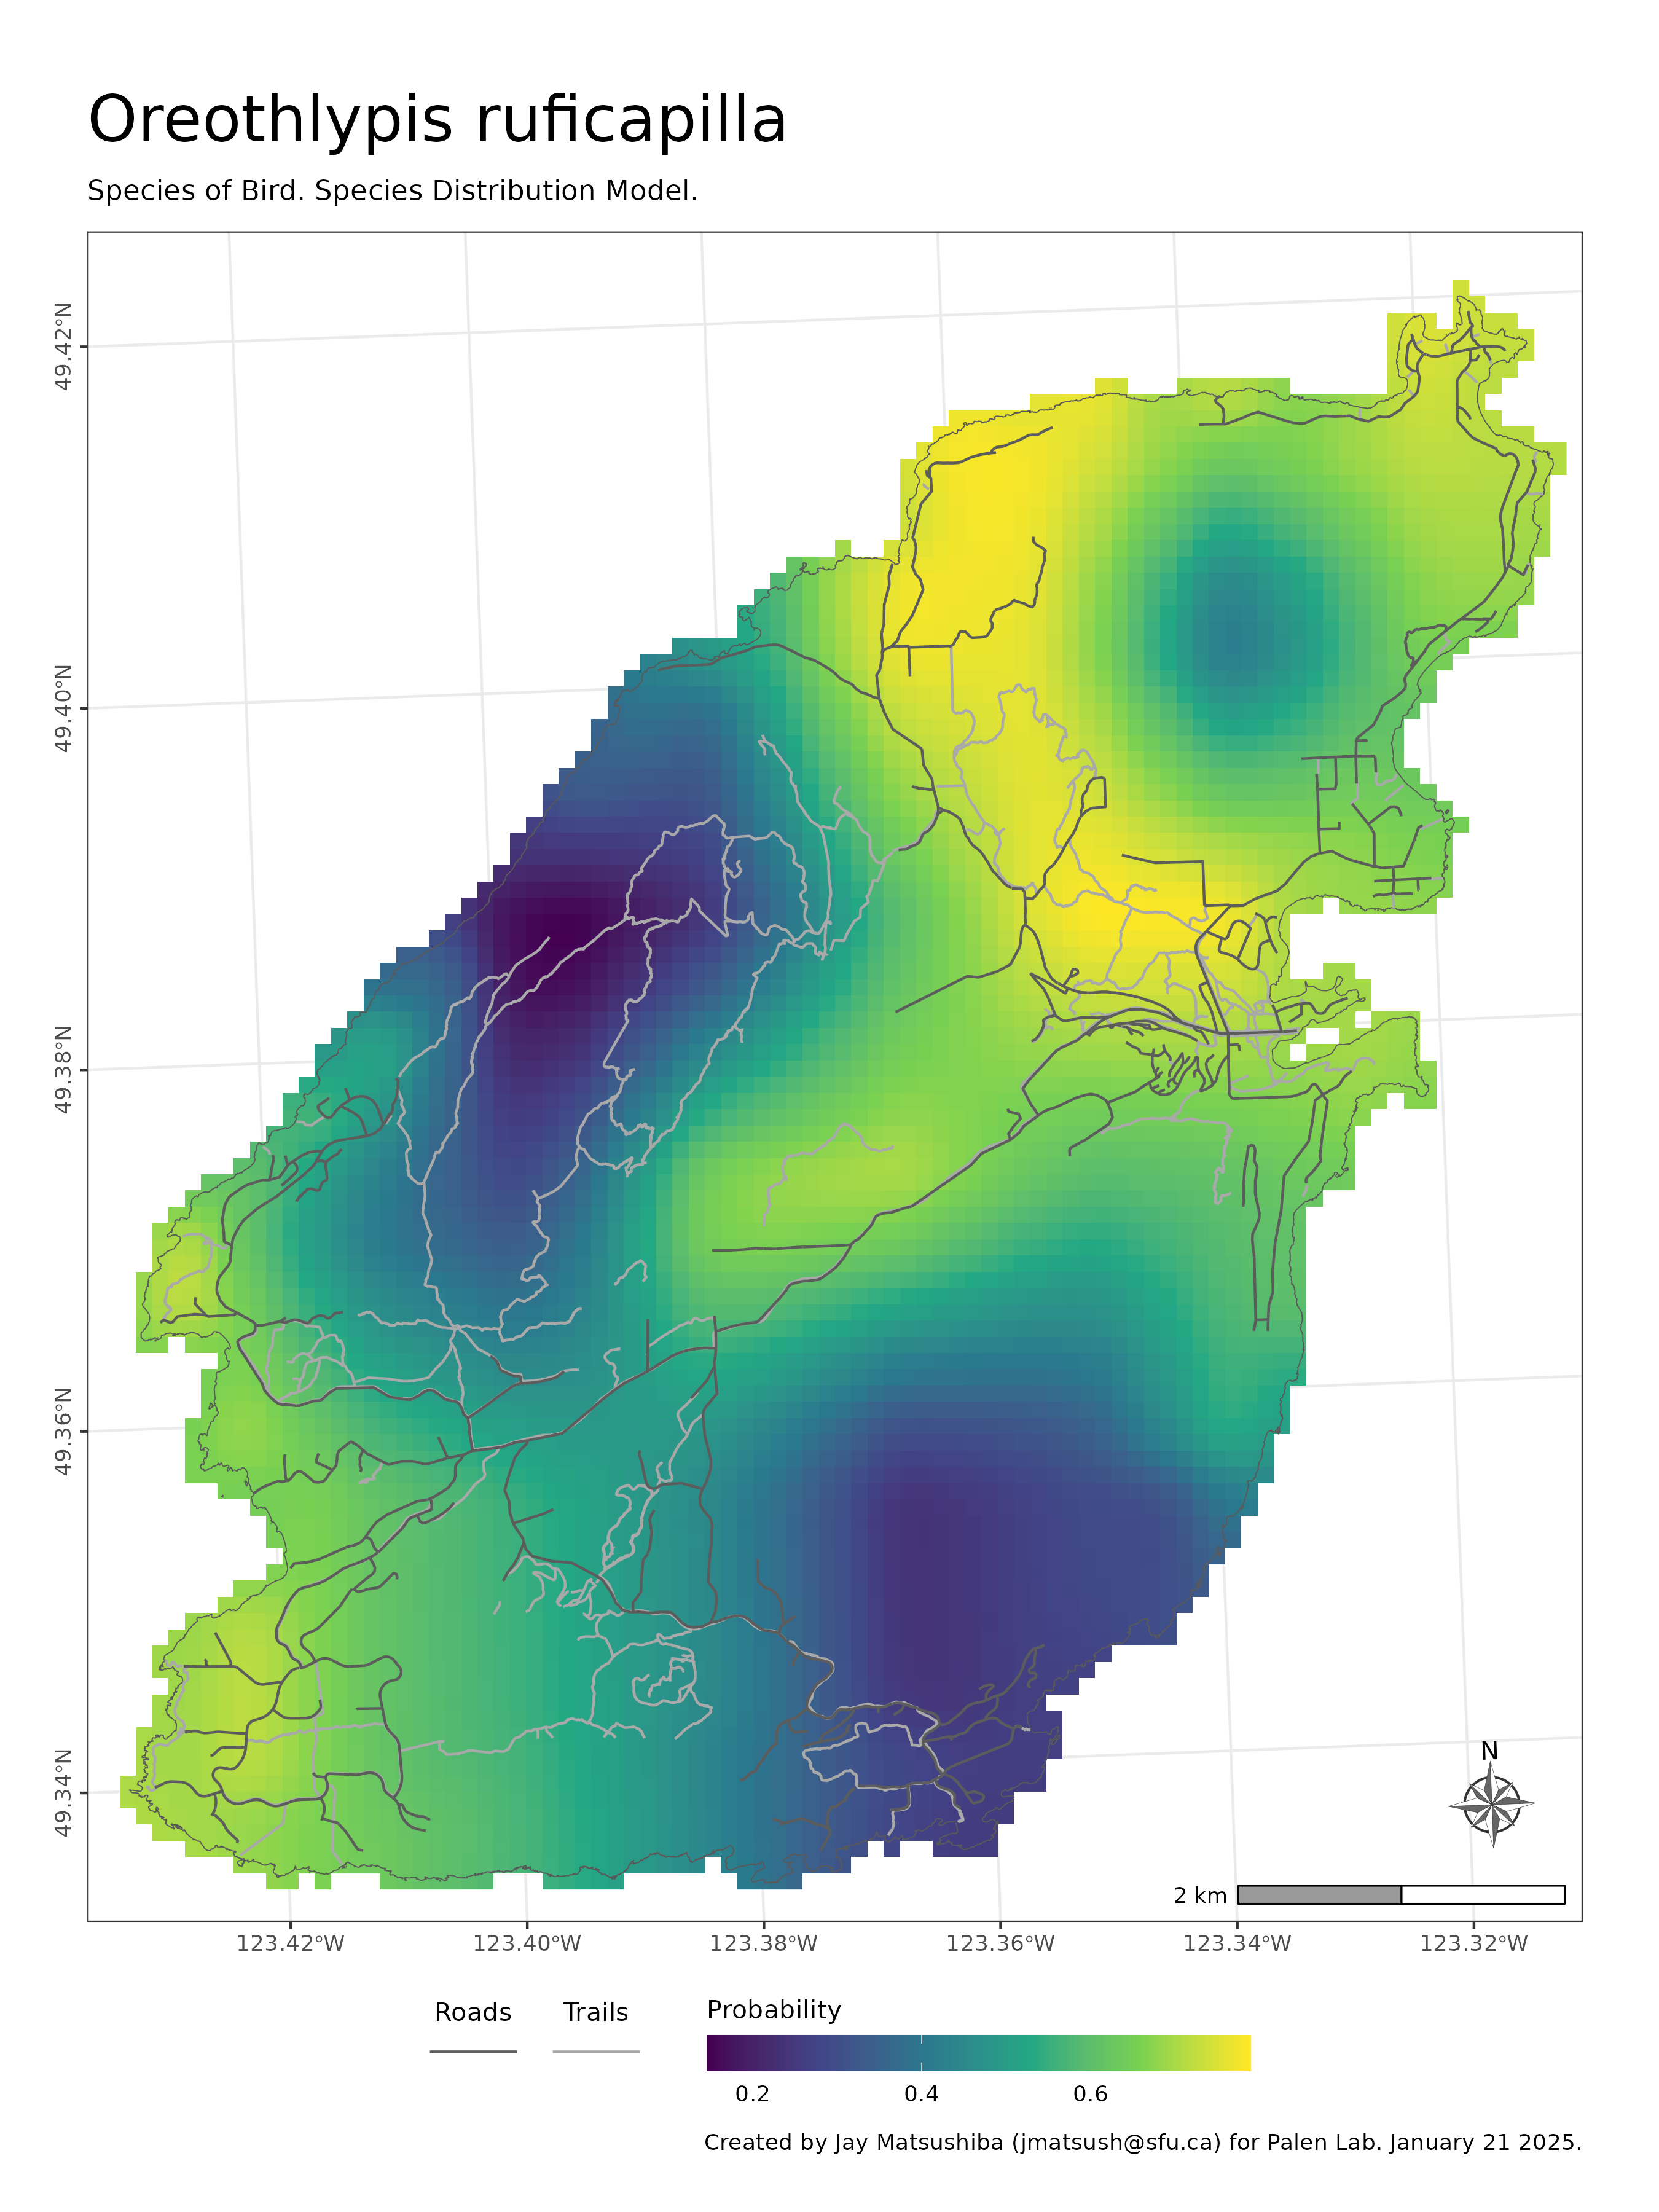 Oreothlypis ruficapilla
Species of Bird. Species Distribution Model.
49.42°N
49.40°N
49.38°N
49.36°N
49.34°N
N
2 km
123.42°W 123.40°W 123.38°W 123.36°W 123.34°W 123.32°W
Roads Trails Probability
0.2 0.4 0.6
Created by Jay Matsushiba (jmatsush@sfu.ca) for Palen Lab. January 21 2025.